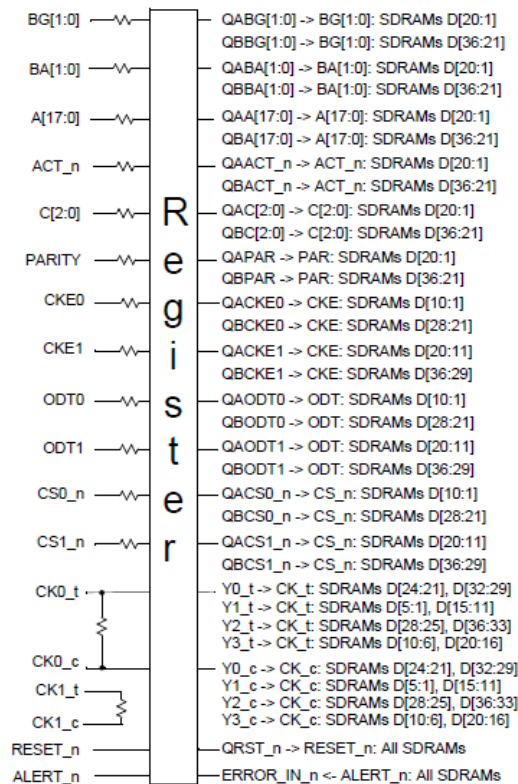 BG[1:0]
QABG[1:0] -> BG[1:0]: SDRAMs D[20:1]
QBBG[1:0] -> BG[1:0]: SDRAMs D[36:21]
BA[1:0]
QABA[1:0] -> BA[1:0]: SDRAMs D[20:1]
QBBA[1:0] -> BA[1:0]: SDRAMs D[36:21]
A[17:0]
QAA[17:0] -> A[17:0]: SDRAMs D[20:1]
QBA[17:0] -> A[17:0]: SDRAMs D[36:21]
ACT_n
QAACT_n -> ACT_n: SDRAMs D[20:1]
QBACT_n -> ACT_n: SDRAMs D[36:21]
C[2:0]
QAC[2:0] -> C[2:0]: SDRAMs D[20:1]
QBC[2:0] -> C[2:0]: SDRAMs D[36:21]
PARITY
QAPAR -> PAR: SDRAMs D[20:1]
QBPAR -> PAR: SDRAMs D[36:21]
CKE0
QACKE0 -> CKE: SDRAMs D[10:1]
QBCKE0 -> CKE: SDRAMs D[28:21]
CKE1
QACKE1 -> CKE: SDRAMs D[20:11]
QBCKE1 -> CKE: SDRAMs D[36:29]
ODT0
QAODT0 -> ODT: SDRAMs D[10:1]
QBODT0 -> ODT: SDRAMs D[28:21]
ODT1
QAODT1 -> ODT: SDRAMs D[20:11]
QBODT1 -> ODT: SDRAMs D[36:29]
CS0_n
QACS0_n -> CS_n: SDRAMs D[10:1]
QBCS0_n -> CS_n: SDRAMs D[28:21]
CS1_n
QACS1_n -> CS_n: SDRAMs D[20:11]
QBCS1_n -> CS_n: SDRAMs D[36:29]
CK0_t
Y0_t -> CK_t: SDRAMs D[24:21], D[32:29]
Y1_t -> CK_t: SDRAMs D[5:1], D[15:11]
Y2_t -> CK_t: SDRAMs D[28:25], D[36:33]
Y3_t -> CK_t: SDRAMs D[10:6], D[20:16]
CK0_c
Y0_c -> CK_c: SDRAMs D[24:21], D[32:29]
Y1_c -> CK_c: SDRAMs D[5:1], D[15:11]
Y2_c -> CK_c: SDRAMs D[28:25], D[36:33]
Y3_c -> CK_c: SDRAMs D[10:6], D[20:16]
CK1_t
CK1_c
RESET_n
QRST_n -> RESET_n: All SDRAMs
ALERT_n
ERROR_IN_n <- ALERT_n: All SDRAMs
Register